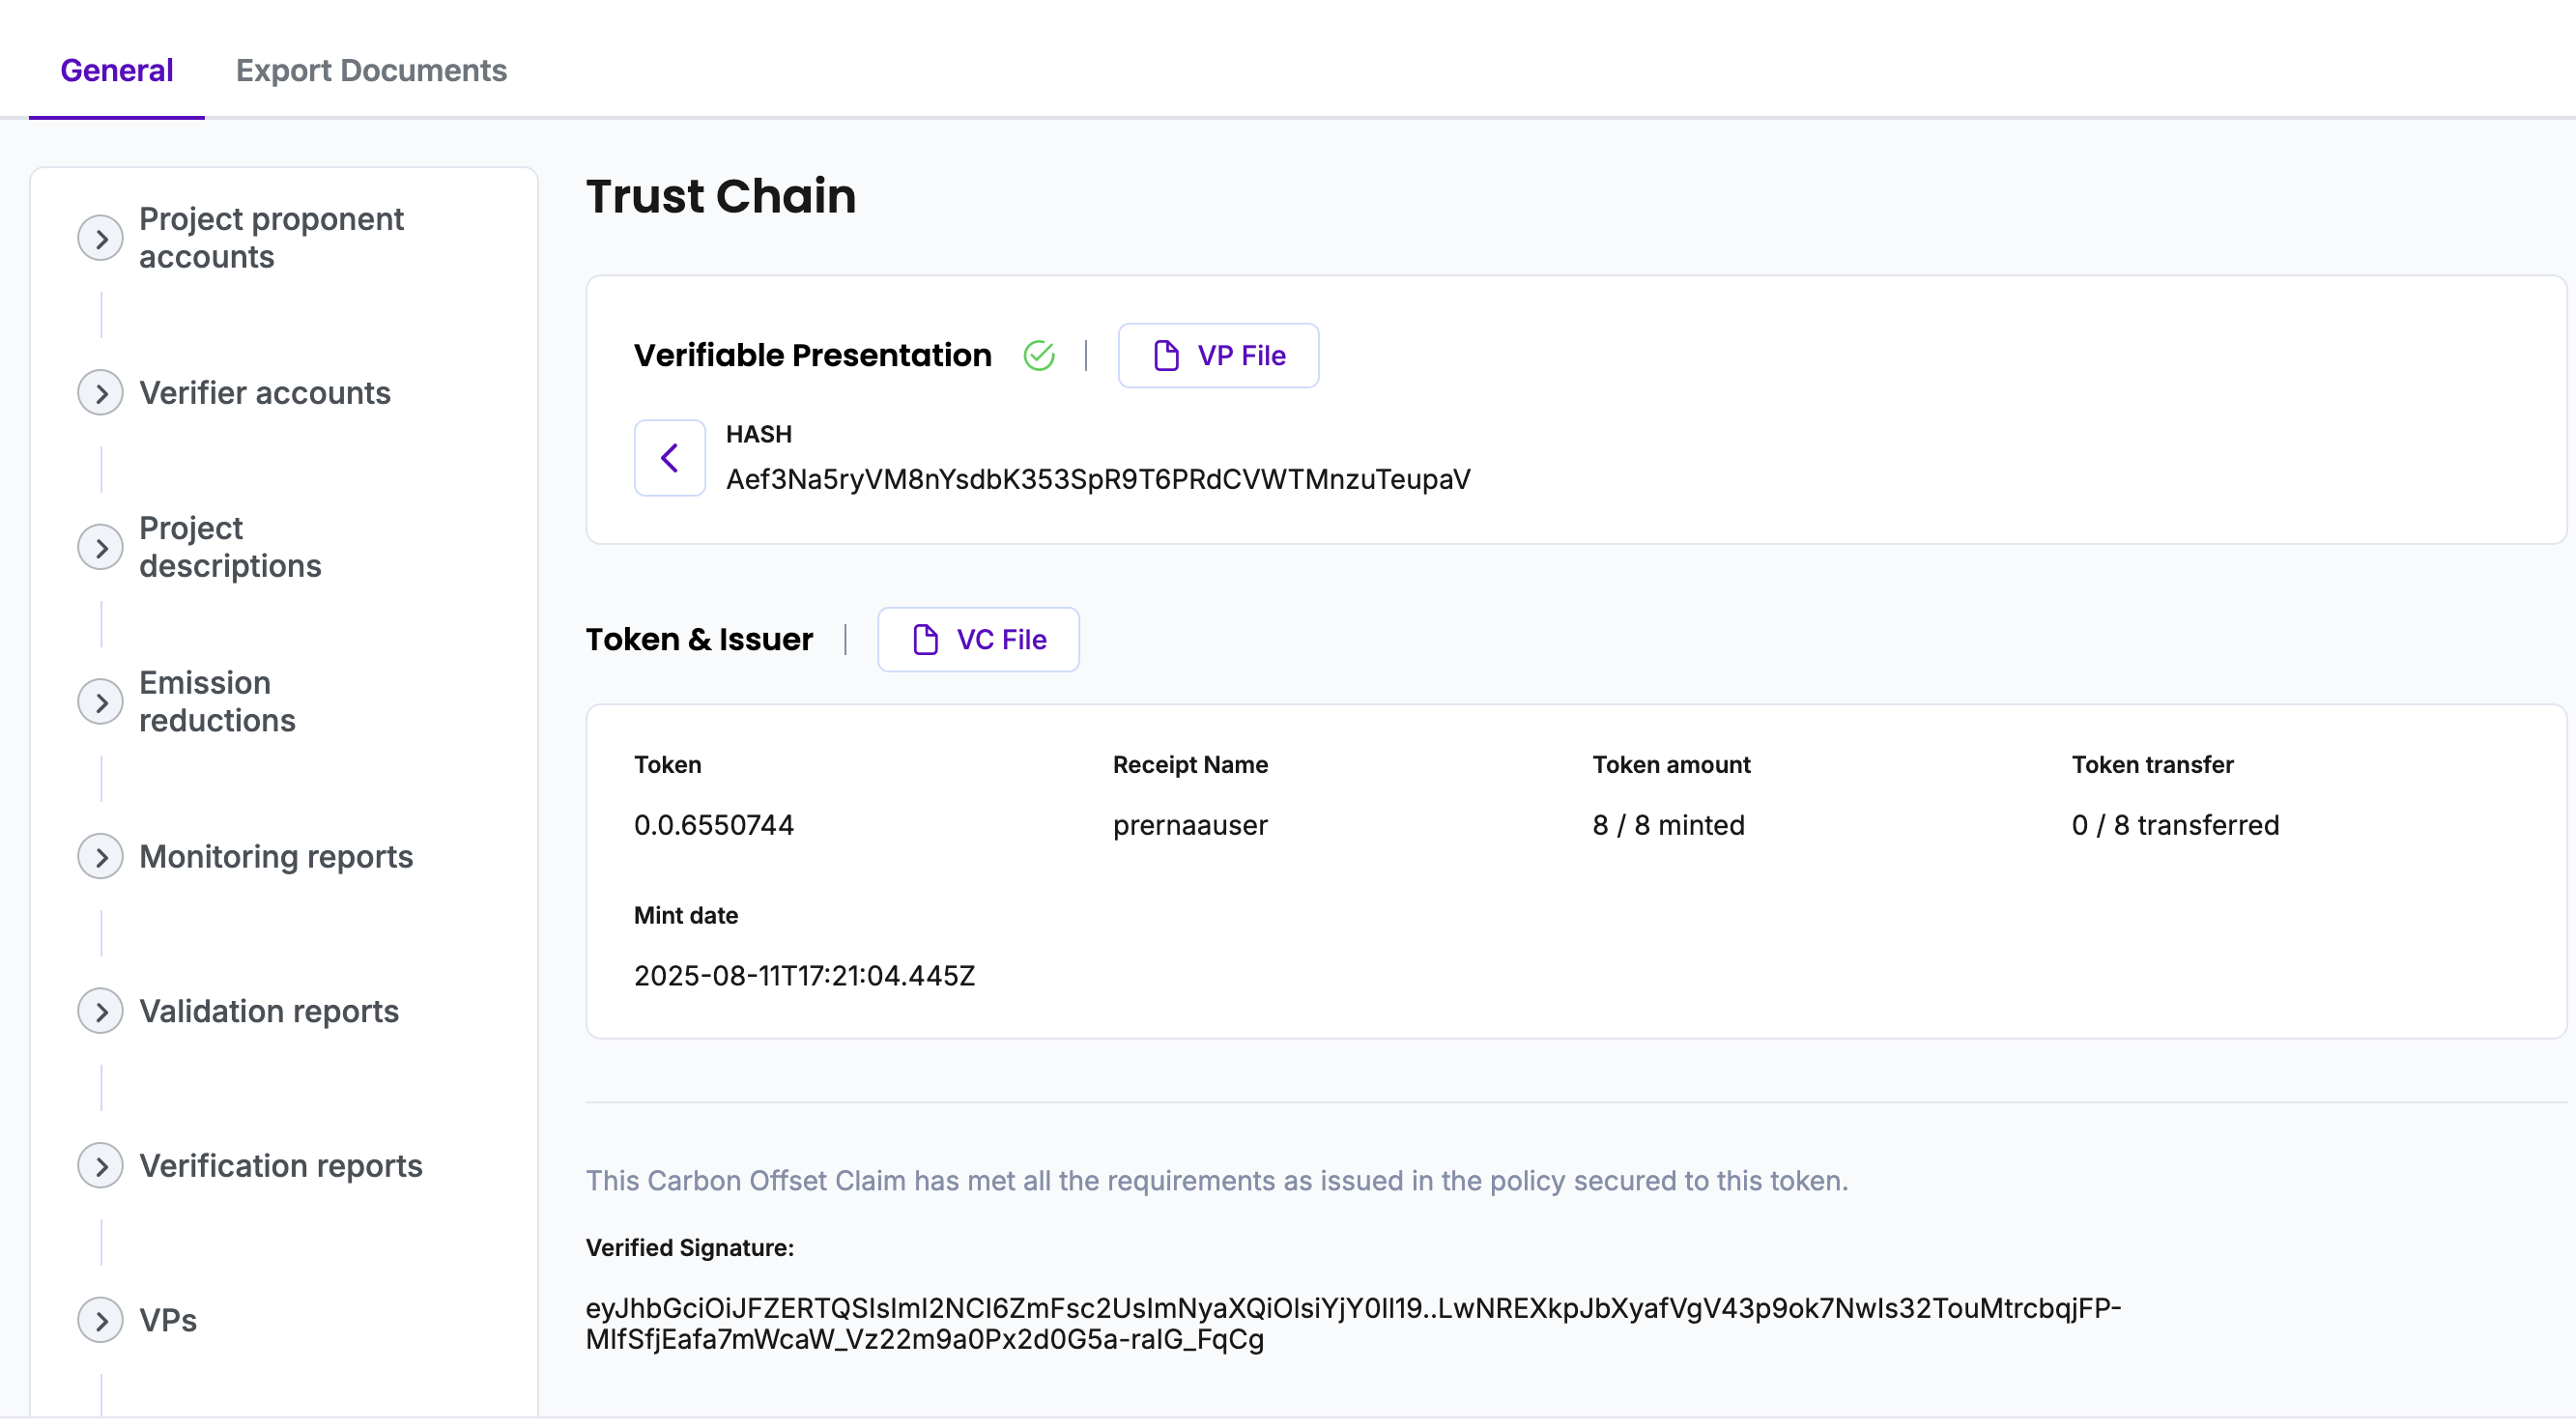 General
Export Documents
Project proponent
accounts
Verifier accounts
Project
descriptions
Emission
reductions
Monitoring reports
Validation reports
Verification reports
VPs
Trust Chain
Verifiable Presentation
VP File
HASH
Aef3Na5ryVM8nYsdbK353SpR9T6PRdCVWTMnzuTeupaV
Token & Issuer
VC File
Token
Receipt Name
Token amount
Token transfer
0.0.6550744
prernaauser
8 / 8 minted
0 / 8 transferred
Mint date
2025-08-11T17:21:04.445Z
This Carbon Offset Claim has met all the requirements as issued in the policy secured to this token.
Verified Signature:
eyJhbGciOiJFZERTQSIsImI2NCI6ZmFsc2UsImNyaXQiOlsiYjY0Il19..LwNREXkpJbXyafVgV43p9ok7NwIs32TouMtrcbqjFP-
MIfSfjEafa7mWcaW_Vz22m9a0Px2d0G5a-raIG_FqCg